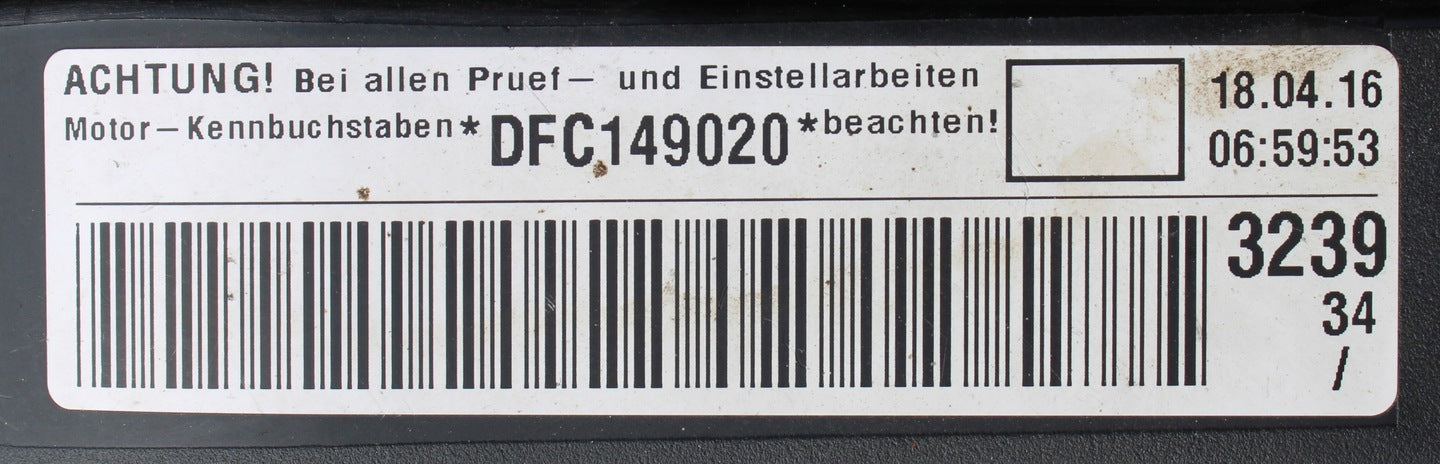 ACHTUNG! Bei allen Pruef– und Einstellarbeiten
Motor–Kennbuchstaben*DFC149020*beachten!
18.04.16
06:59:53
3239
34
/